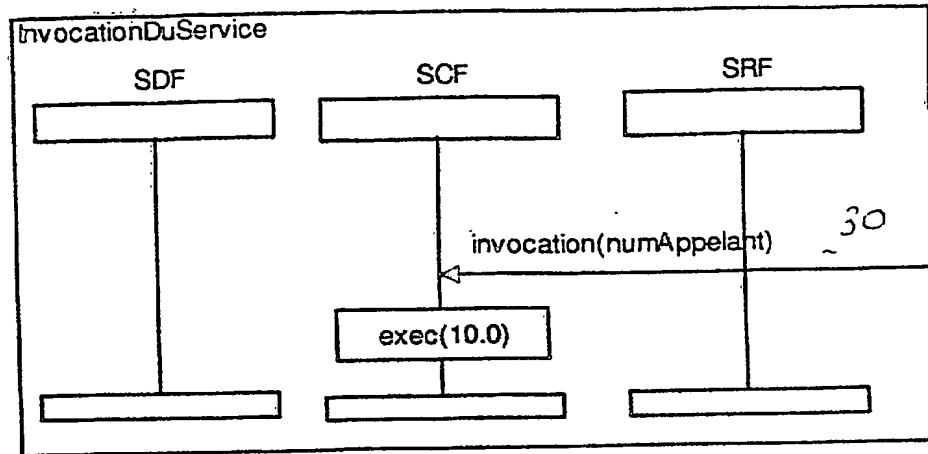 InvocationDuService
SDF SCF SRF
invocation(numAppelant) 30
exec(10.0)